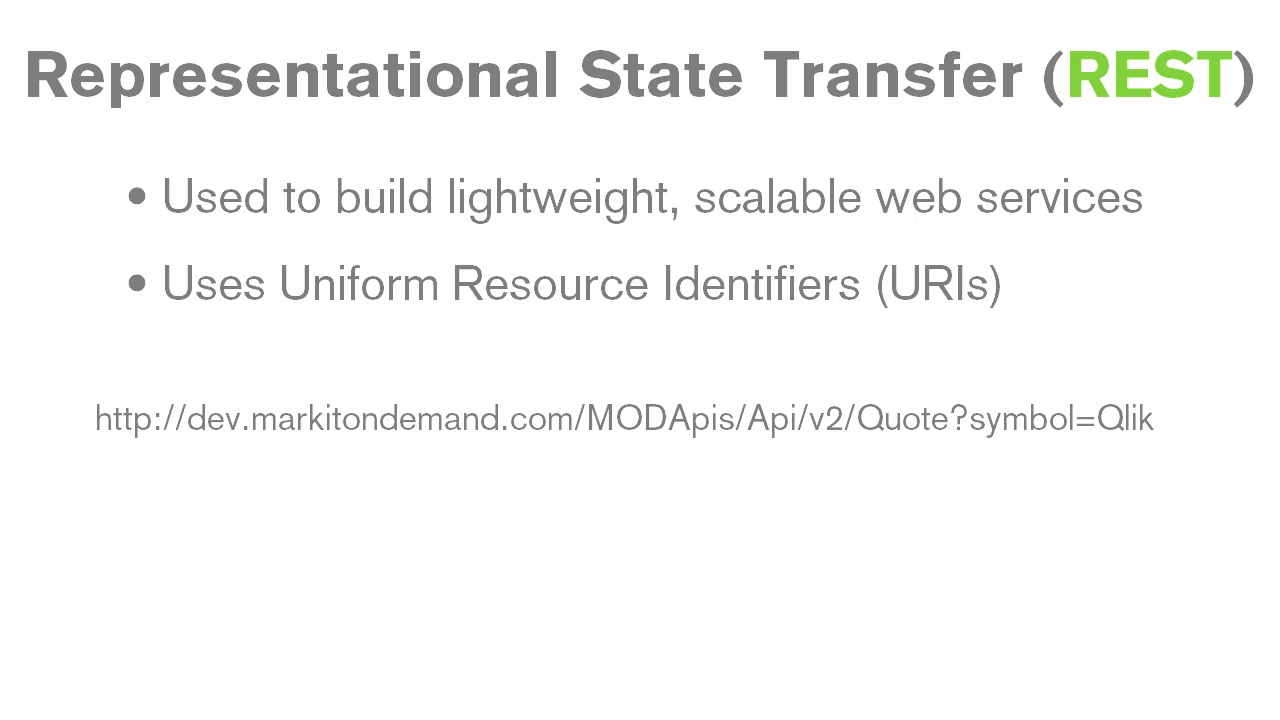 Representational State Transfer (REST)
• Used to build lightweight, scalable web services
• Uses Uniform Resource Identifiers (URIs)
http://dev.markitondemand.com/MODApis/Api/v2/Quote?symbol=Qlik